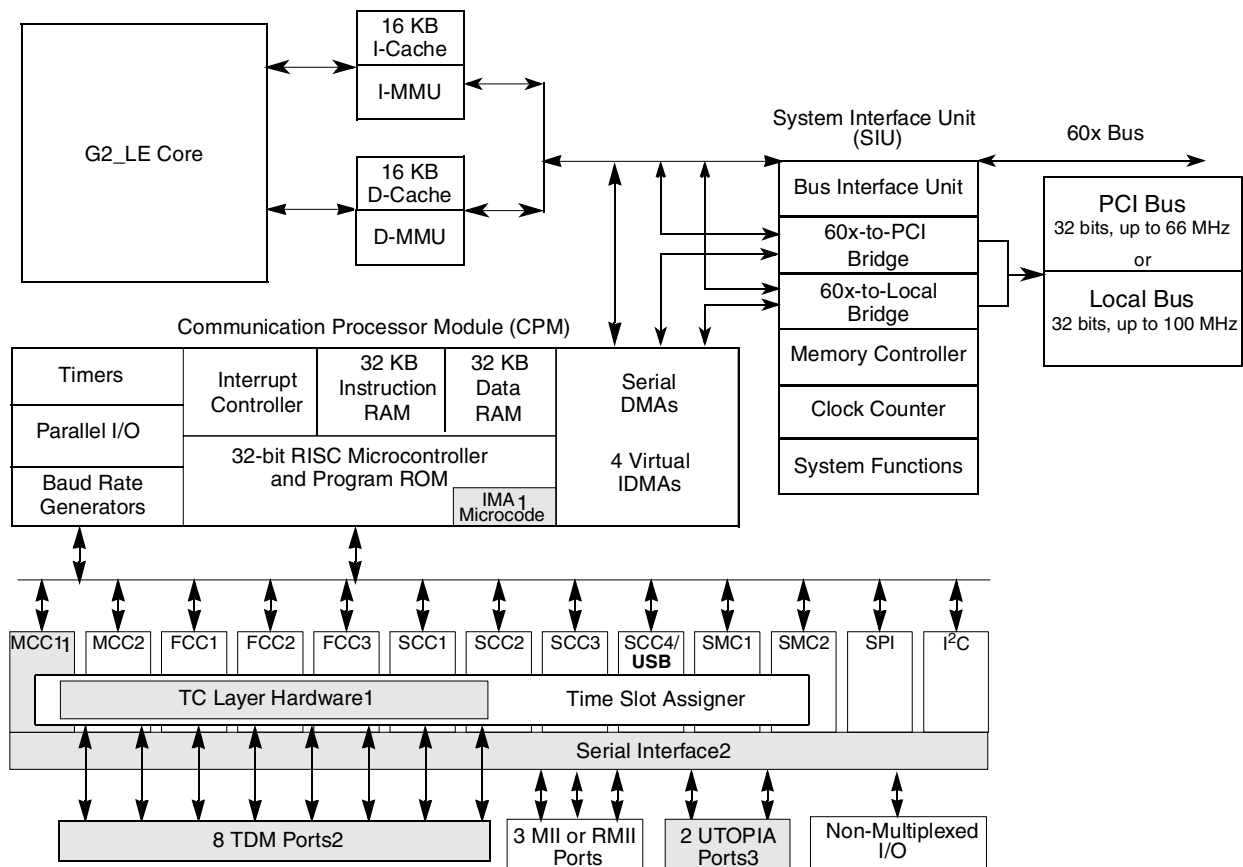 16 KB
I-Cache
I-MMU
G2_LE Core
16 KB
D-Cache
D-MMU
System Interface Unit
(SIU)
60x Bus
Bus Interface Unit
60x-to-PCI
Bridge
60x-to-Local
Bridge
Memory Controller
Clock Counter
System Functions
PCI Bus
32 bits, up to 66 MHz
or
Local Bus
32 bits, up to 100 MHz
Communication Processor Module (CPM)
Timers
Parallel I/O
Baud Rate
Generators
Interrupt
Controller
32 KB
Instruction
RAM
32 KB
Data
RAM
32-bit RISC Microcontroller
and Program ROM
IMA1
Microcode
Serial
DMAs
4 Virtual
IDMAs
MCC11
MCC2
FCC1
FCC2
FCC3
SCC1
SCC2
SCC3
SCC4/
USB
SMC1
SMC2
SPI
I2C
TC Layer Hardware1
Time Slot Assigner
Serial Interface2
8 TDM Ports2
3 MII or RMII
Ports
2 UTOPIA
Ports3
Non-Multiplexed
I/O